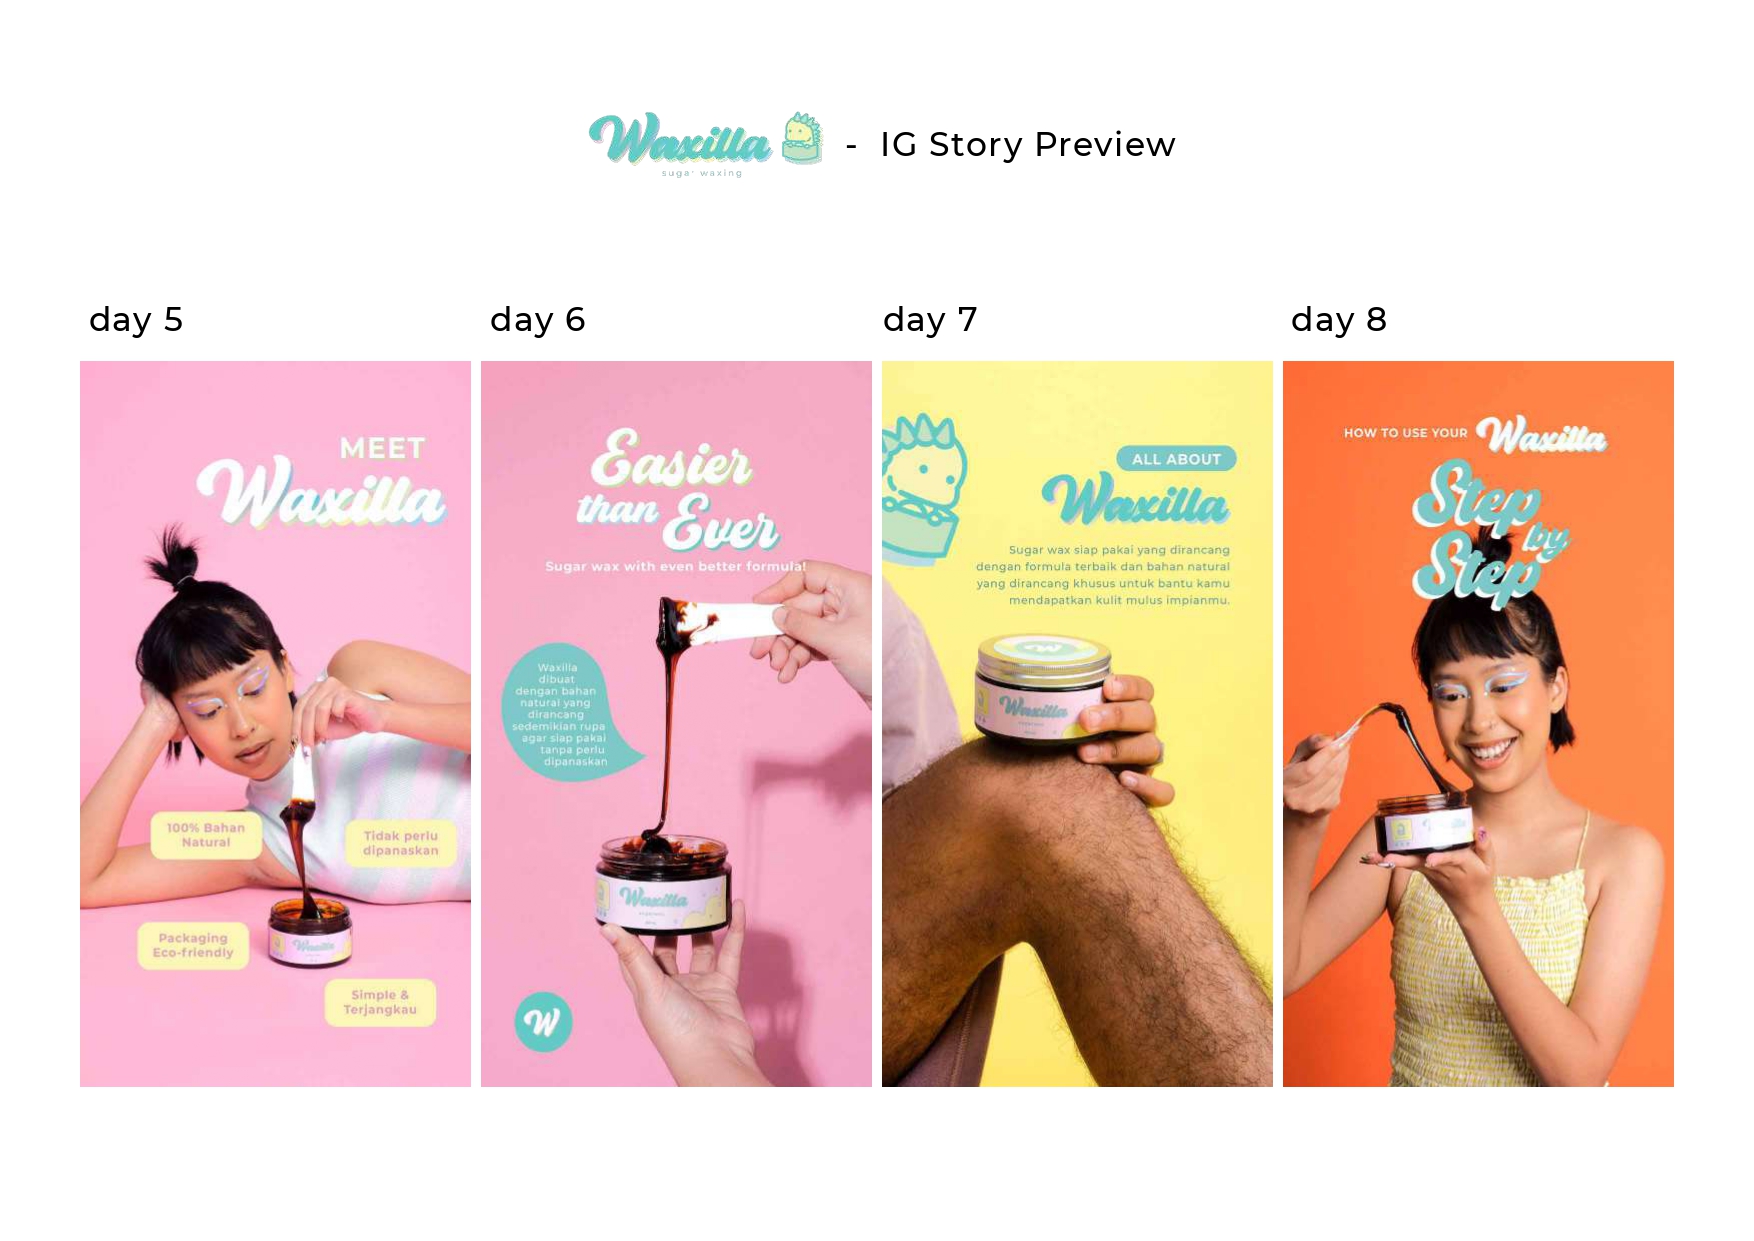 Waxilla
sugar waxing
- IG Story Preview
day 5
day 6
day 7
day 8
MEET
Waxilla
100% Bahan
Natural
Tidak perlu
dipanaskan
Packaging
Eco-friendly
Simple &
Terjangkau
Waxilla
Easier
than Ever
Sugar wax with even better formula!
Waxilla
dibuat
dengan bahan
natural yang
dirancang
sedemikian rupa
agar siap pakai
tanpa perlu
dipanaskan
Waxilla
W
ALL ABOUT
Waxilla
Sugar wax siap pakai yang dirancang
dengan formula terbaik dan bahan natural
yang dirancang khusus untuk bantu kamu
mendapatkan kulit mulus impianmu.
W
Waxilla
HOW TO USE YOUR Waxilla
Step
by
Step